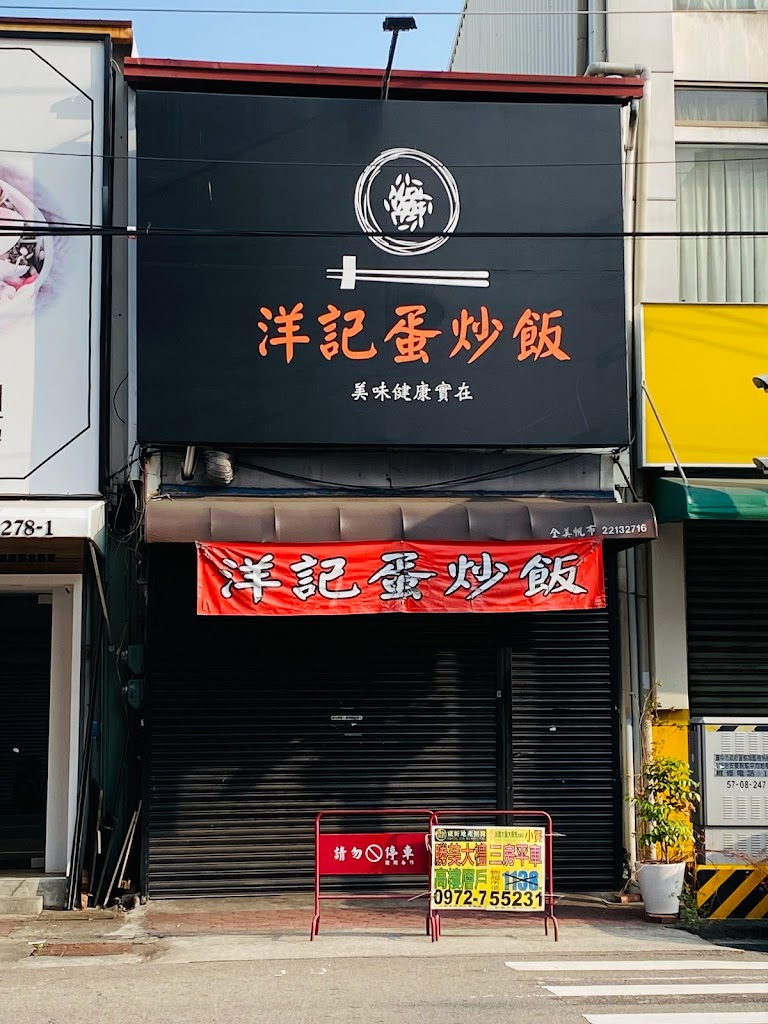 洋記蛋炒飯
美味健康實在
278-1
全美帆布 22132716
洋記蛋炒飯
請勿停車
勝美大禮 三房平車
高樓層戶 1138
0972-755231
57-08-247